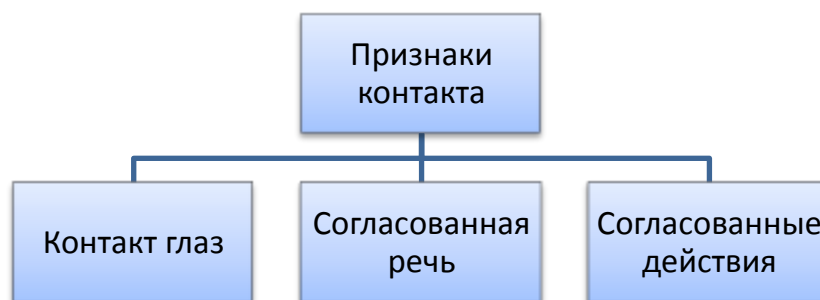 Признаки
контакта
Контакт глаз
Согласованная
речь
Согласованные
действия